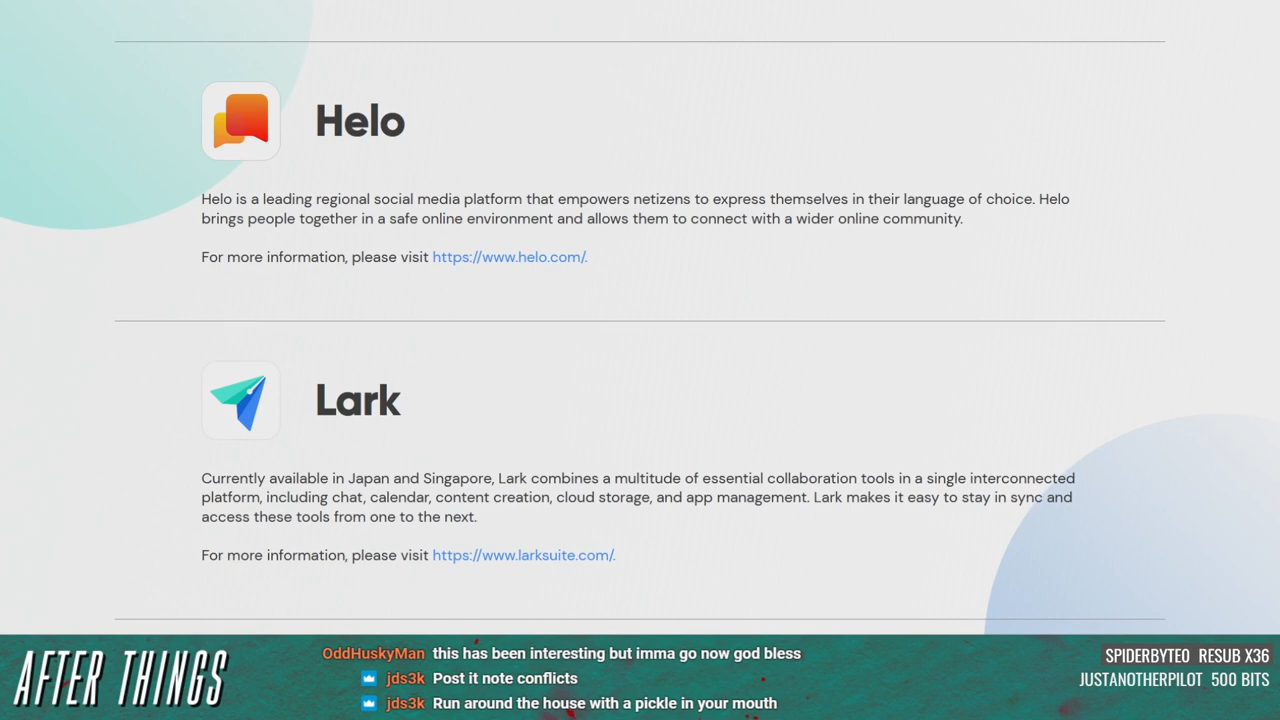 Helo
Helo is a leading regional social media platform that empowers netizens to express themselves in their language of choice. Helo
brings people together in a safe online environment and allows them to connect with a wider online community.
For more information, please visit https://www.helo.com/.
Lark
Currently available in Japan and Singapore, Lark combines a multitude of essential collaboration tools in a single interconnected
platform, including chat, calendar, content creation, cloud storage, and app management. Lark makes it easy to stay in sync and
access these tools from one to the next.
For more information, please visit https://www.larksuite.com/.
AFTER THINGS
OddHuskyMan this has been interesting but imma go now god bless
jds3k Post it note conflicts
jds3k Run around the house with a pickle in your mouth
SPIDERBYTE0 RESUB X36
JUSTANOTHERPILOT 500 BITS